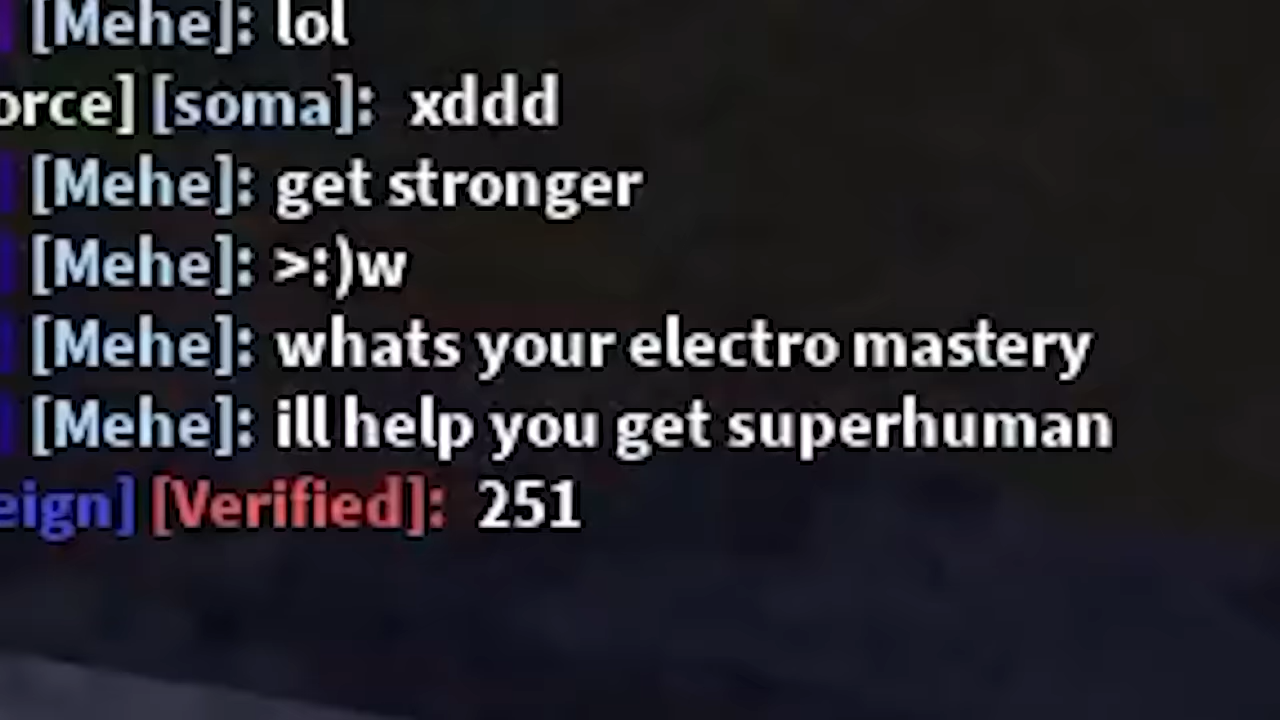 [Mehe]: lol
orce] [soma]: xddd
[Mehe]: get stronger
[Mehe]: >:)w
[Mehe]: whats your electro mastery
[Mehe]: ill help you get superhuman
eign] [Verified]: 251